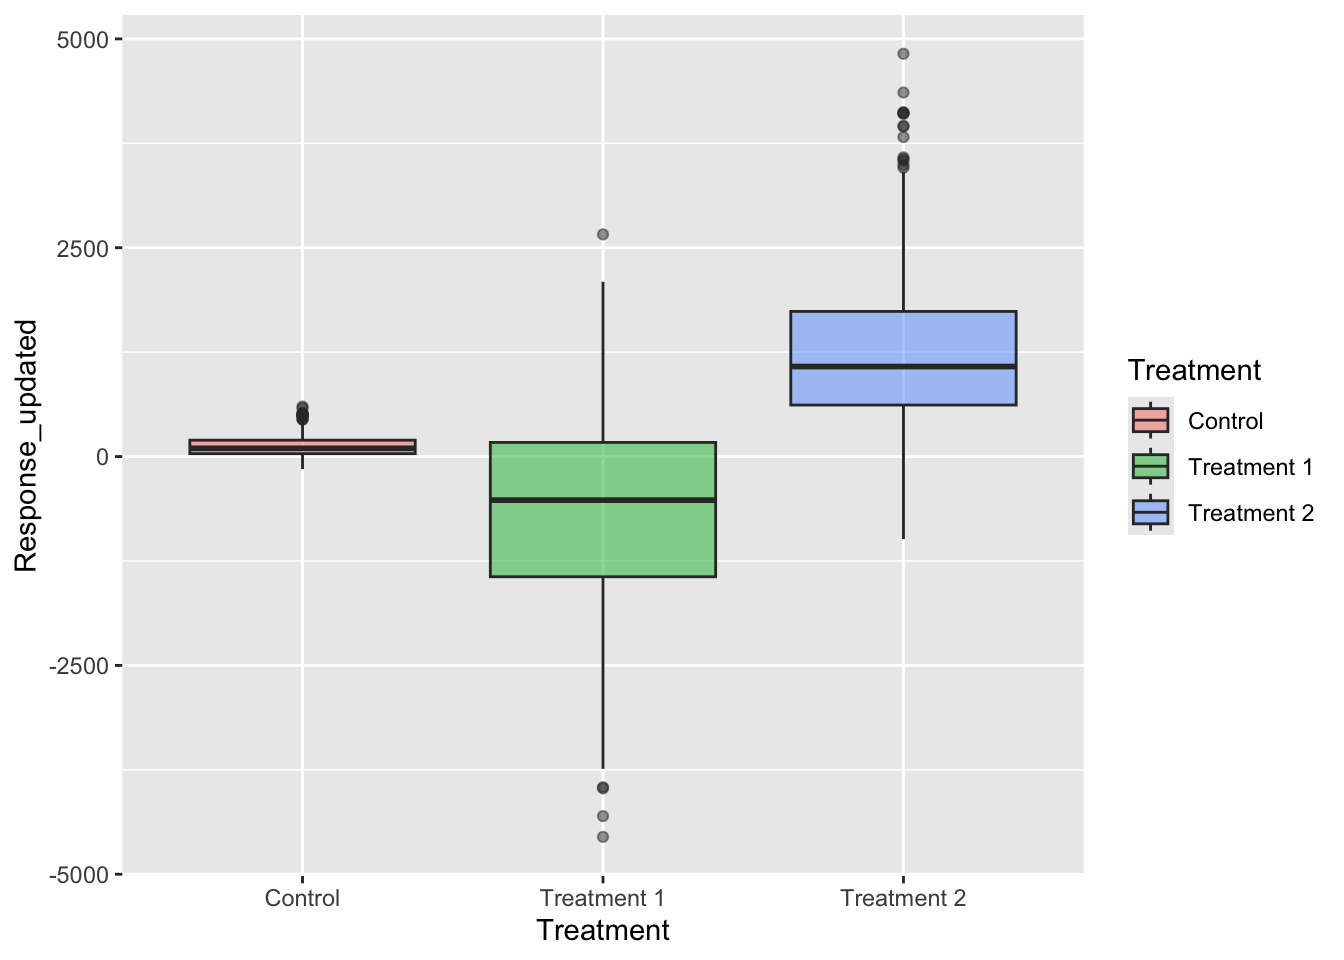 Response_updated
5000
2500
0
-2500
-5000
Control
Treatment 1
Treatment 2
Treatment
Treatment
Control
Treatment 1
Treatment 2